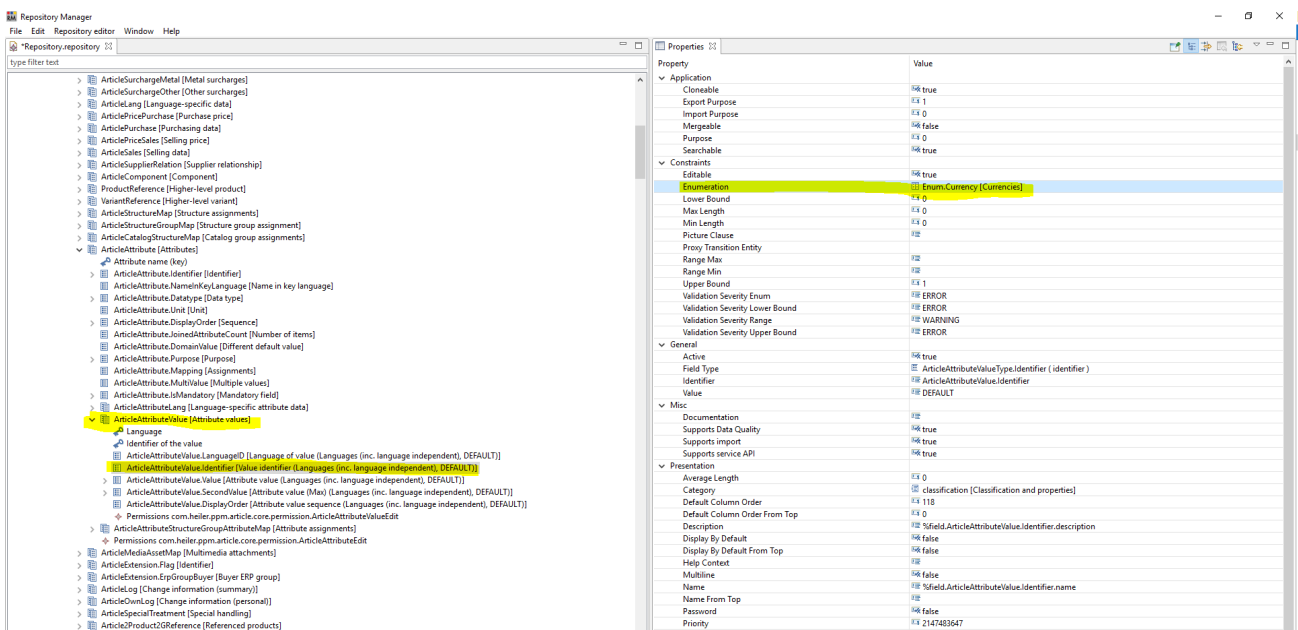 Repository Manager
File Edit Repository editor Window Help
*Repository.repository
type filter text
ArticleSurchargeMetal [Metal surcharges]
ArticleSurchargeOther [Other surcharges]
ArticleLang [Language-specific data]
ArticlePricePurchase [Purchase price]
ArticlePurchase [Purchasing data]
ArticlePriceSales [Selling price]
ArticleSales [Selling data]
ArticleSupplierRelation [Supplier relationship]
ArticleComponent [Component]
ProductReference [Higher-level product]
VariantReference [Higher-level variant]
ArticleStructureMap [Structure assignments]
ArticleStructureGroupMap [Structure group assignment]
ArticleCatalogStructureMap [Catalog group assignments]
ArticleAttribute [Attributes]
Attribute name (key)
ArticleAttribute.Identifier [Identifier]
ArticleAttribute.NameInKeyLanguage [Name in key language]
ArticleAttribute.Datatype [Data type]
ArticleAttribute.Unit [Unit]
ArticleAttribute.DisplayOrder [Sequence]
ArticleAttribute.JoinedAttributeCount [Number of items]
ArticleAttribute.DomainValue [Different default value]
ArticleAttribute.Purpose [Purpose]
ArticleAttribute.Mapping [Assignments]
ArticleAttribute.MultiValue [Multiple values]
ArticleAttribute.IsMandatory [Mandatory field]
ArticleAttributeLang [Language-specific attribute data]
ArticleAttributeValue [Attribute values]
Language
Identifier of the value
ArticleAttributeValue.LanguageID [Language of value (Languages (inc. language independent), DEFAULT)]
ArticleAttributeValue.Identifier [Value identifier (Languages (inc. language independent), DEFAULT)]
ArticleAttributeValue.Value [Attribute value (Languages (inc. language independent), DEFAULT)]
ArticleAttributeValue.SecondValue [Attribute value (Max) (Languages (inc. language independent), DEFAULT)]
ArticleAttributeValue.DisplayOrder [Attribute value sequence (Languages (inc. language independent), DEFAULT)]
Permissions com.heiler.ppm.article.core.permission.ArticleAttributeValueEdit
ArticleAttributeStructureGroupAttributeMap [Attribute assignments]
Permissions com.heiler.ppm.article.core.permission.ArticleAttributeEdit
ArticleMediaAssetMap [Multimedia attachments]
ArticleExtension.Flag [Identifier]
ArticleExtension.ErpGroupBuyer [Buyer ERP group]
ArticleLog [Change information (summary)]
ArticleOwnLog [Change information (personal)]
ArticleSpecialTreatment [Special handling]
Article2Product2GReference [Referenced products]
Properties
Property Value
Application
Cloneable true
Export Purpose 1
Import Purpose 0
Mergeable false
Purpose 0
Searchable true
Constraints
Editable true
Enumeration Enum.Currency [Currencies]
Lower Bound 0
Max Length 0
Min Length 0
Picture Clause
Proxy Transition Entity
Range Max
Range Min
Upper Bound 1
Validation Severity Enum ERROR
Validation Severity Lower Bound ERROR
Validation Severity Range WARNING
Validation Severity Upper Bound ERROR
General
Active true
Field Type ArticleAttributeValueType.Identifier ( identifier )
Identifier ArticleAttributeValue.Identifier
Value DEFAULT
Misc
Documentation
Supports Data Quality true
Supports import true
Supports service API true
Presentation
Average Length 0
Category classification [Classification and properties]
Default Column Order 118
Default Column Order From Top 0
Description %field.ArticleAttributeValue.Identifier.description
Display By Default false
Display By Default From Top false
Help Context
Multiline false
Name %field.ArticleAttributeValue.Identifier.name
Name From Top
Password false
Priority 2147483647